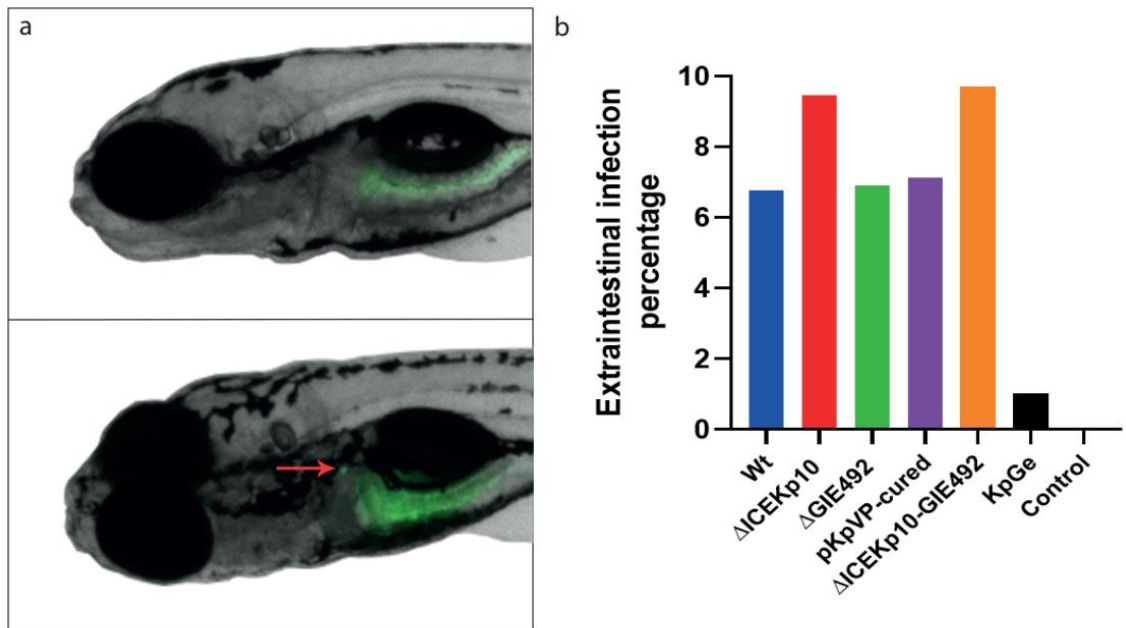 a
b
Extraintestinal infection
percentage
10
8
6
4
2
0
Wt
ΔICEKp10
ΔGIE492
pKpVP-cured
ΔICEKp10-GIE492
KpGe
Control